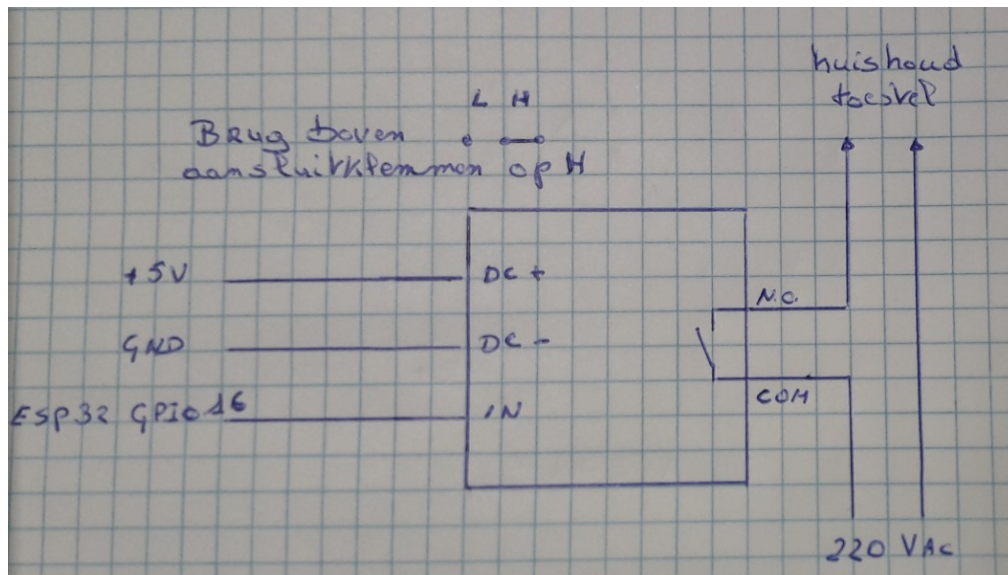 huishoud
toestel
L H
Brug boven
aansluitklemmen op H
+5V
DC+
N.C.
GND
DC-
COM
ESP32 GPIO16
IN
220 VAC